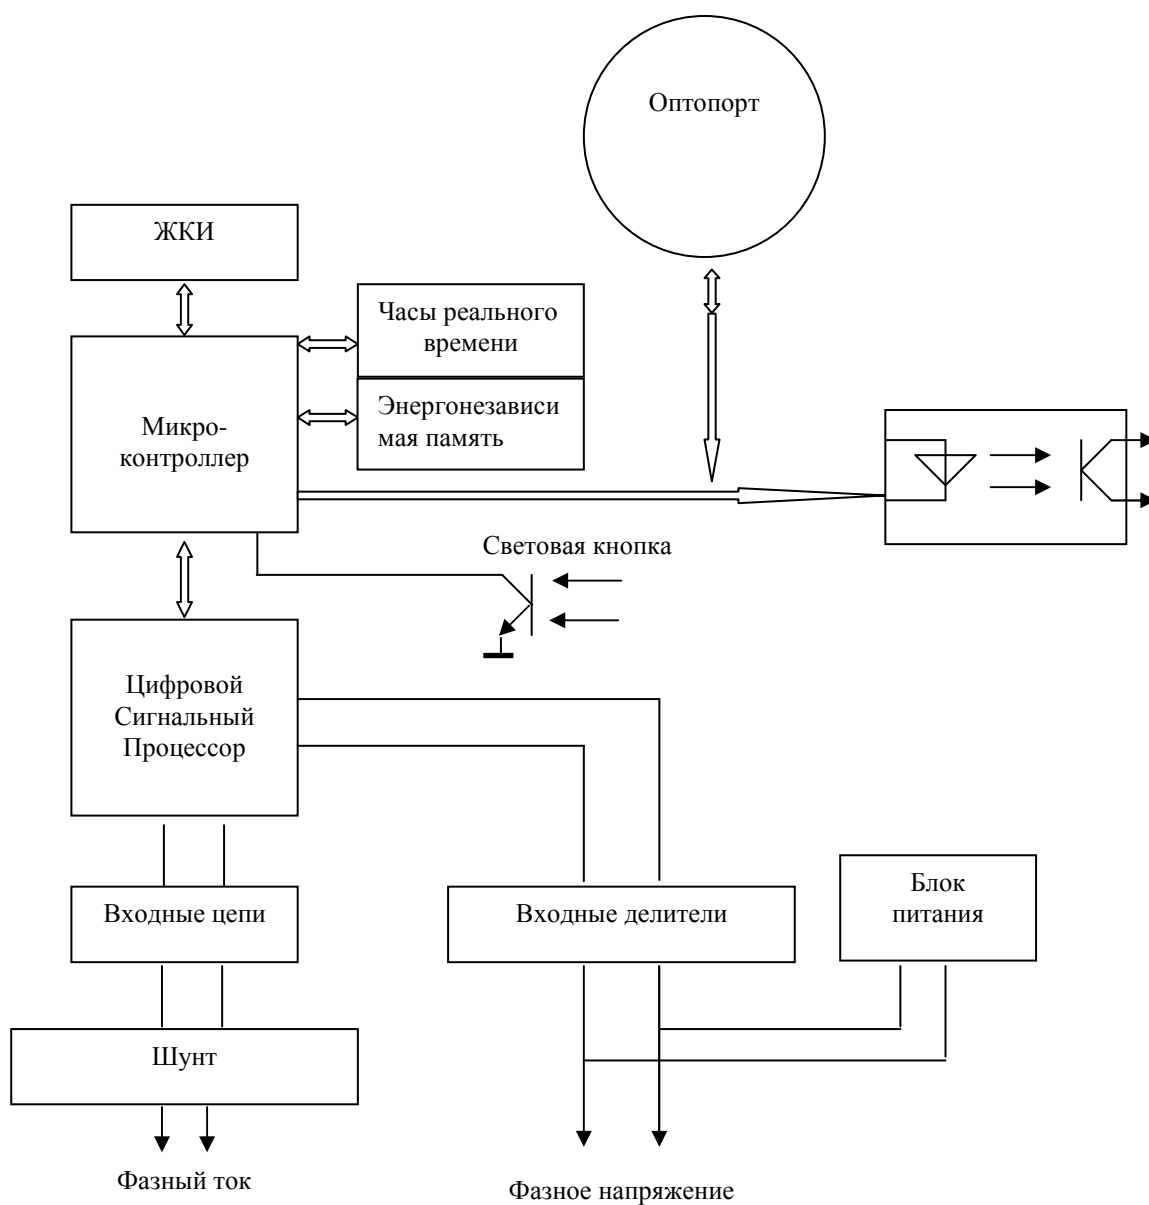 Оптопорт
ЖКИ
Часы реального
времени
Энергонезависи
мая память
Микро-
контроллер
Световая кнопка
Цифровой
Сигнальный
Процессор
Входные цепи
Входные делители
Блок
питания
Шунт
Фазный ток
Фазное напряжение